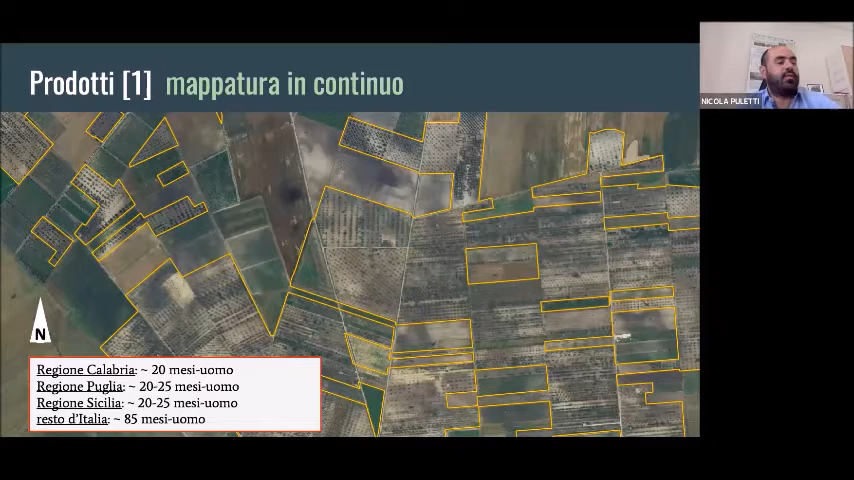 Prodotti [1] mappatura in continuo
NICOLA PULETTI
N
Regione Calabria: ~ 20 mesi-uomo
Regione Puglia: ~ 20-25 mesi-uomo
Regione Sicilia: ~ 20-25 mesi-uomo
resto d'Italia: ~ 85 mesi-uomo